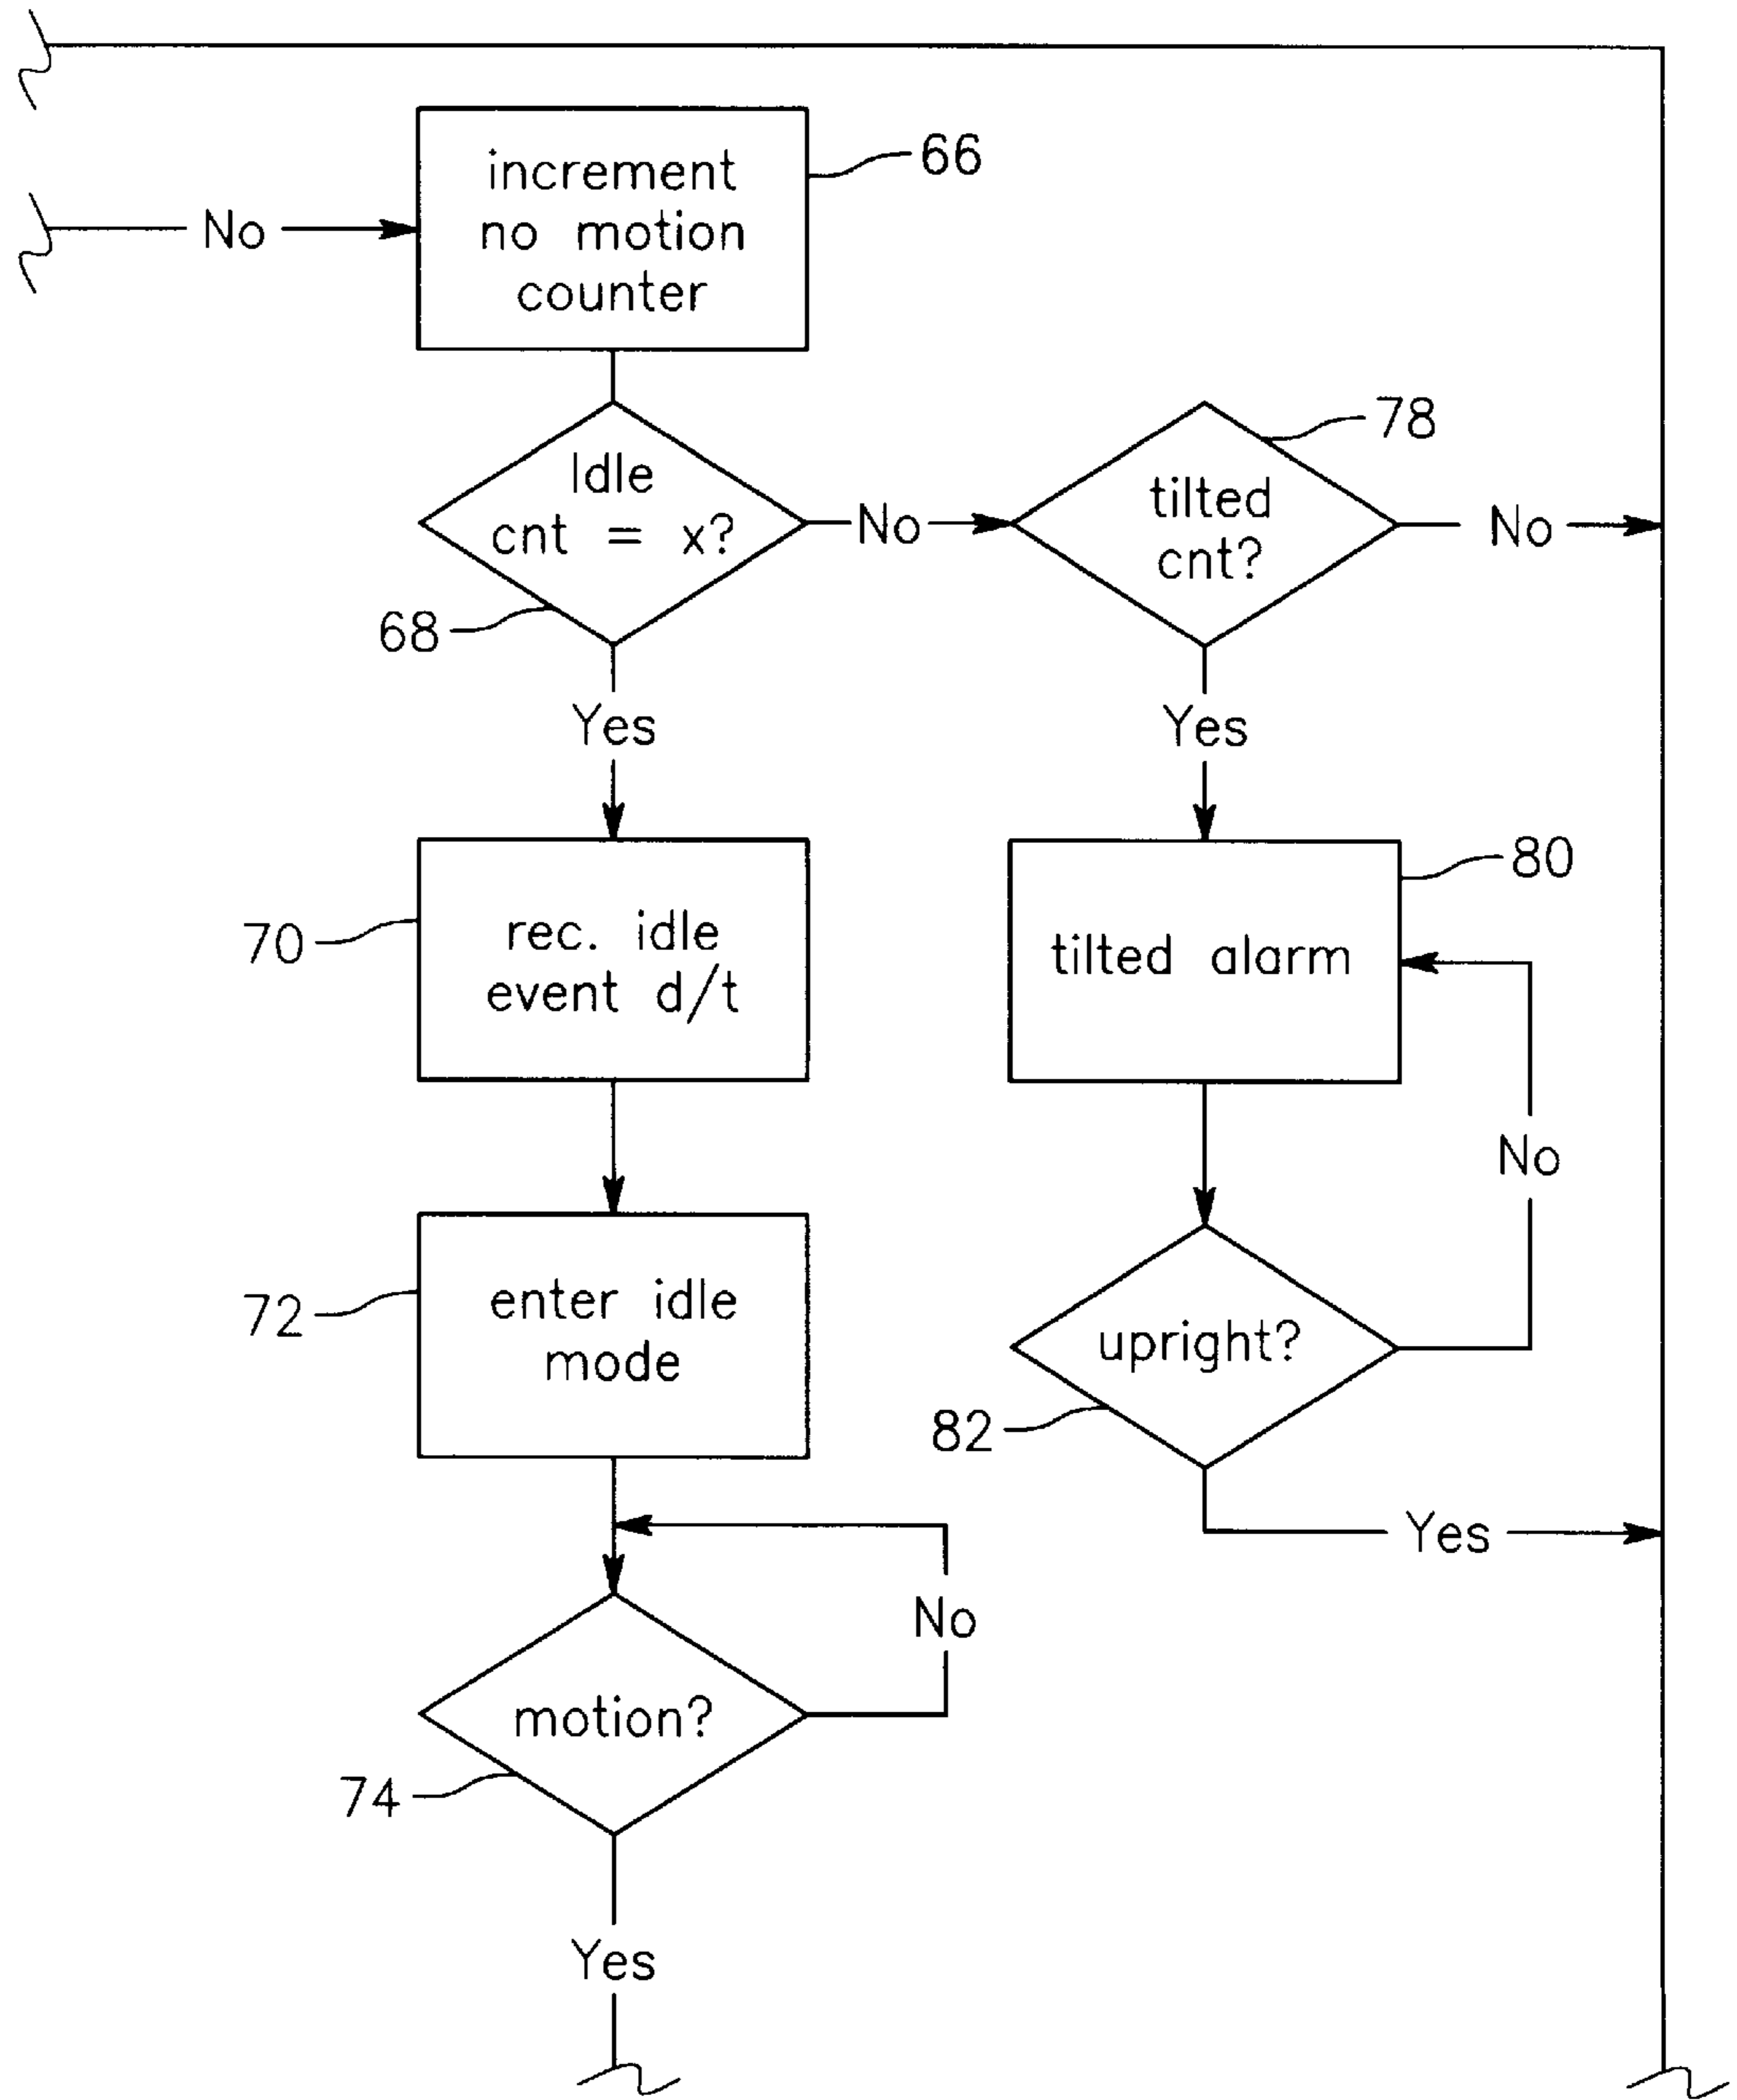 increment
no motion
counter
66
No
Idle
cnt = x?
68
No
tilted
cnt?
78
No
Yes
Yes
rec. idle
event d/t
70
tilted alarm
80
No
enter idle
mode
72
upright?
82
Yes
No
motion?
74
Yes